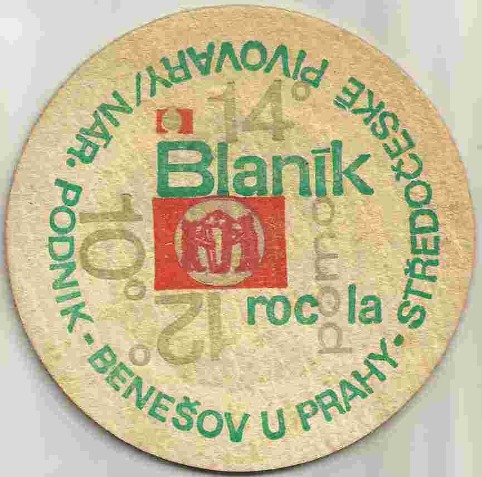 STŘEDOČESKÉ PIVOVARY/NÁR. PODNIK - BENEŠOV U PRAHY -
14°
Blaník
10°
pomo
roc la
12°